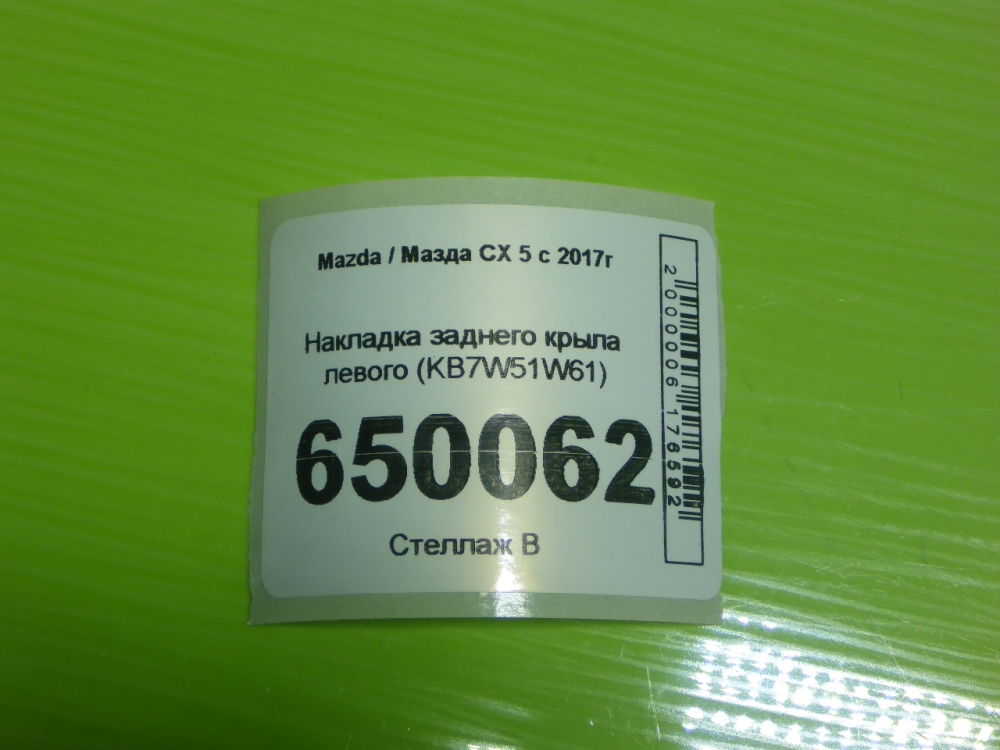 Mazda / Мазда CX 5 с 2017г
Накладка заднего крыла
левого (KB7W51W61)
650062
Стеллаж В
2000006176592